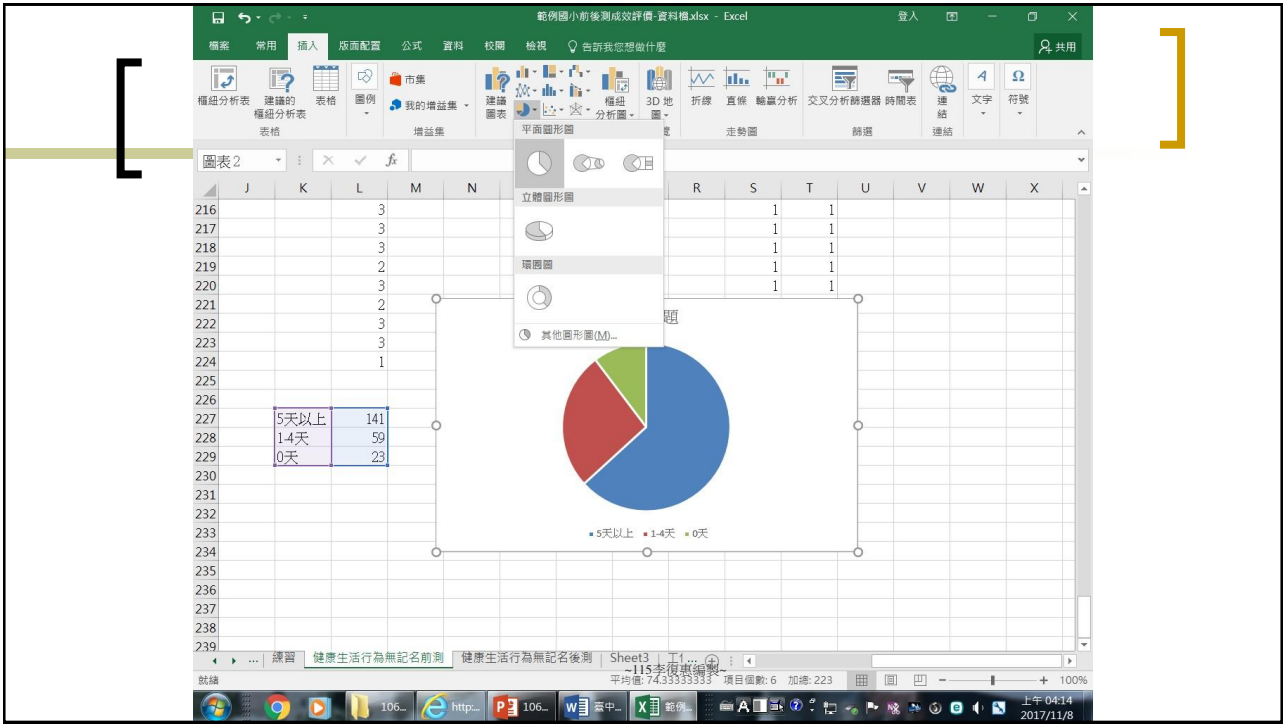 範例國小前後測成效評價-資料檔.xlsx - Excel
登入
檔案 常用 插入 版面配置 公式 資料 校閱 檢視 告訴我您想做什麼 共用
樞紐分析表 建議的樞紐分析表 表格 圖例 市集 我的增益集 建議圖表 樞紐分析圖 3D 地圖 折線 直條 輸贏分析 交叉分析篩選器 時間表 連結 文字 符號
表格 增益集 走勢圖 篩選 連結
圖表2 fx
平面圓形圖
立體圓形圖
環圈圖
其他圓形圖(M)...
J K L M N R S T U V W X
216 3 1 1
217 3 1 1
218 3 1 1
219 2 1 1
220 3 1 1
221 2
222 3
題
223 3
224 1
225
226
227 5天以上 141
228 1-4天 59
229 0天 23
230
231
232
233
5天以上 1-4天 0天
234
235
236
237
238
239
... 練習 健康生活行為無記名前測 健康生活行為無記名後測 Sheet3
~115李復惠編製~
就緒 平均值: 74.33333333 項目個數: 6 加總: 223 100%
106... http:... 106... 臺中... 範例... 上午 04:14
2017/11/8